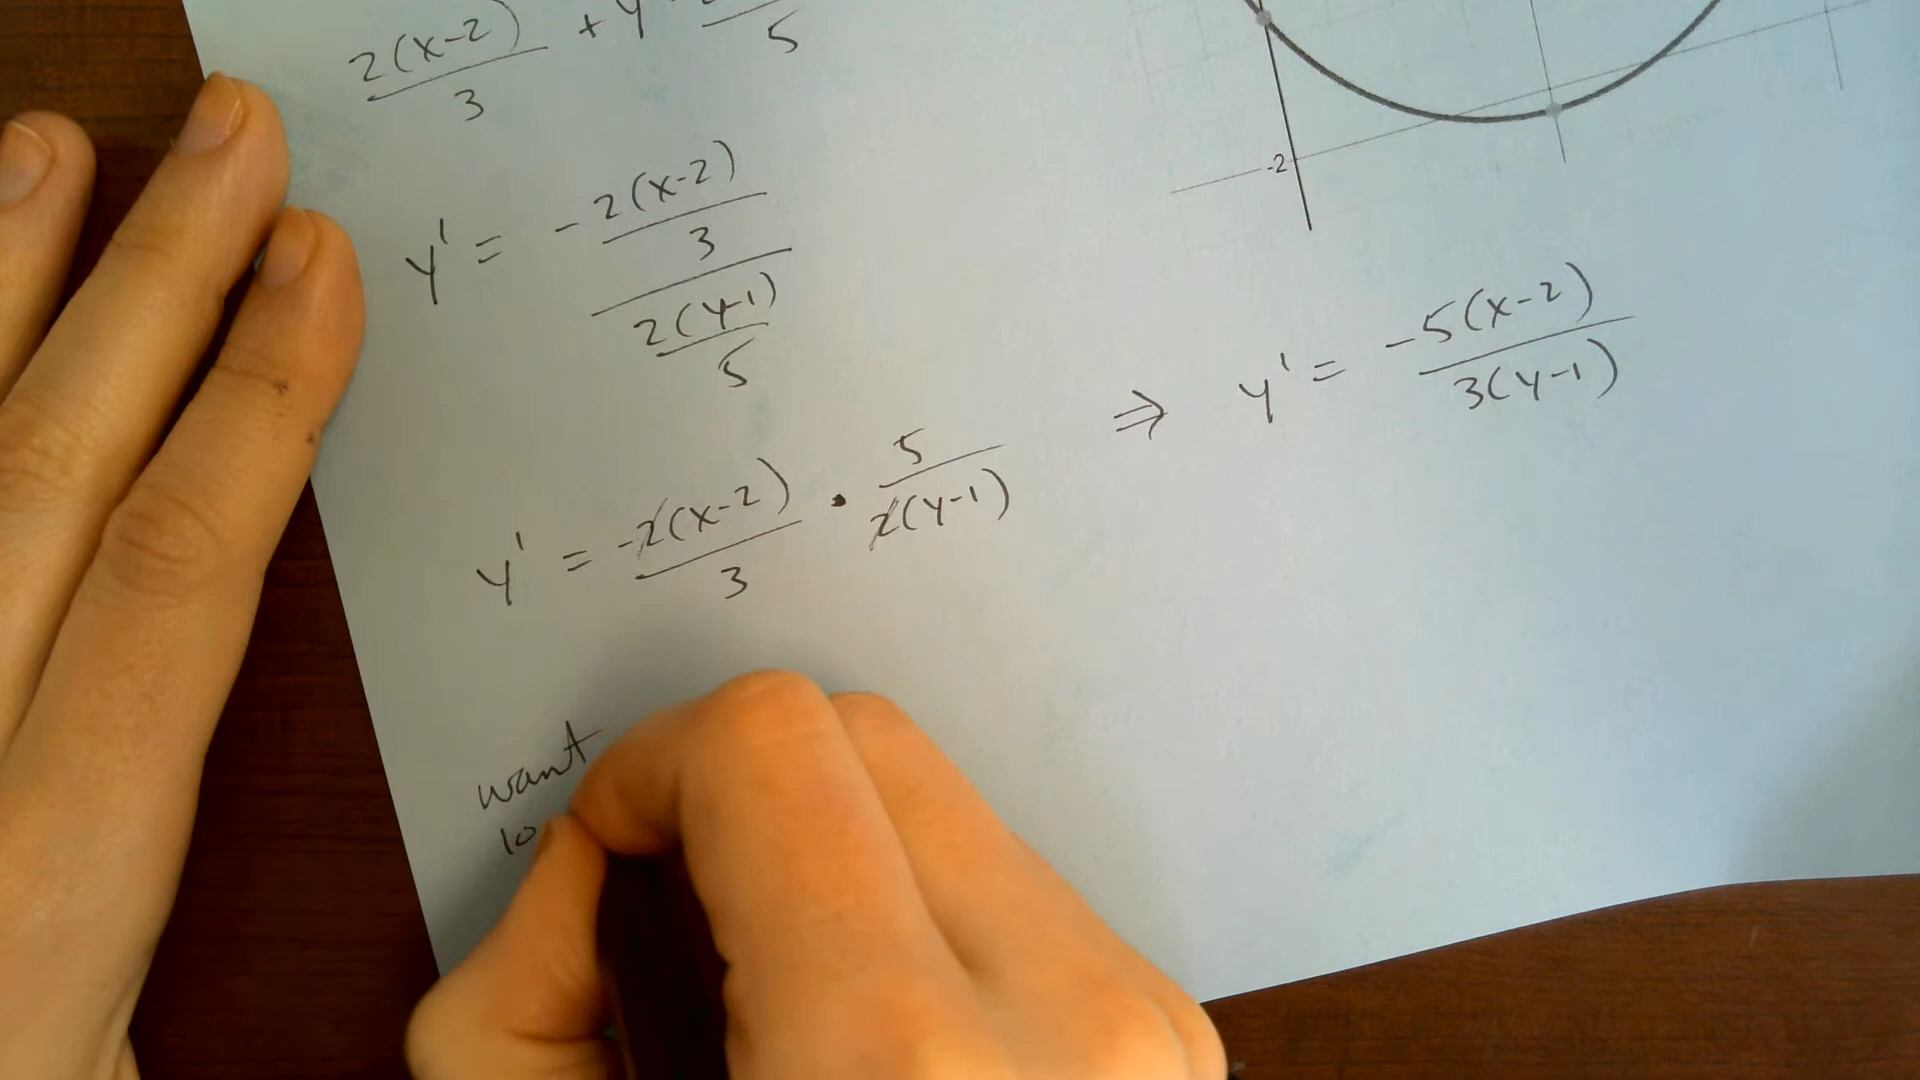 2(x-2)/3 + y' 5
-2
y' = -2(x-2)/3 / 2(y-1)/5
y' = -2(x-2)/3 • 5/2(y-1) ⇒ y' = -5(x-2)/3(y-1)
want